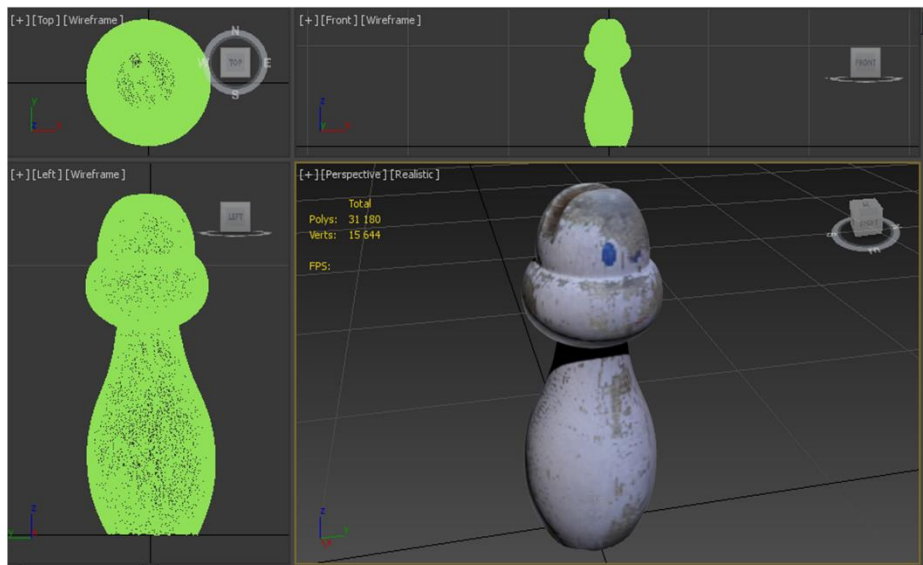 [+] [Top] [Wireframe]
N
W
TOP
E
S
[+] [Front] [Wireframe]
FRONT
z
x
y
x
[+] [Left] [Wireframe]
LEFT
z
y
[+] [Perspective] [Realistic]
Total
Polys: 31 180
Verts: 15 644
FPS:
z